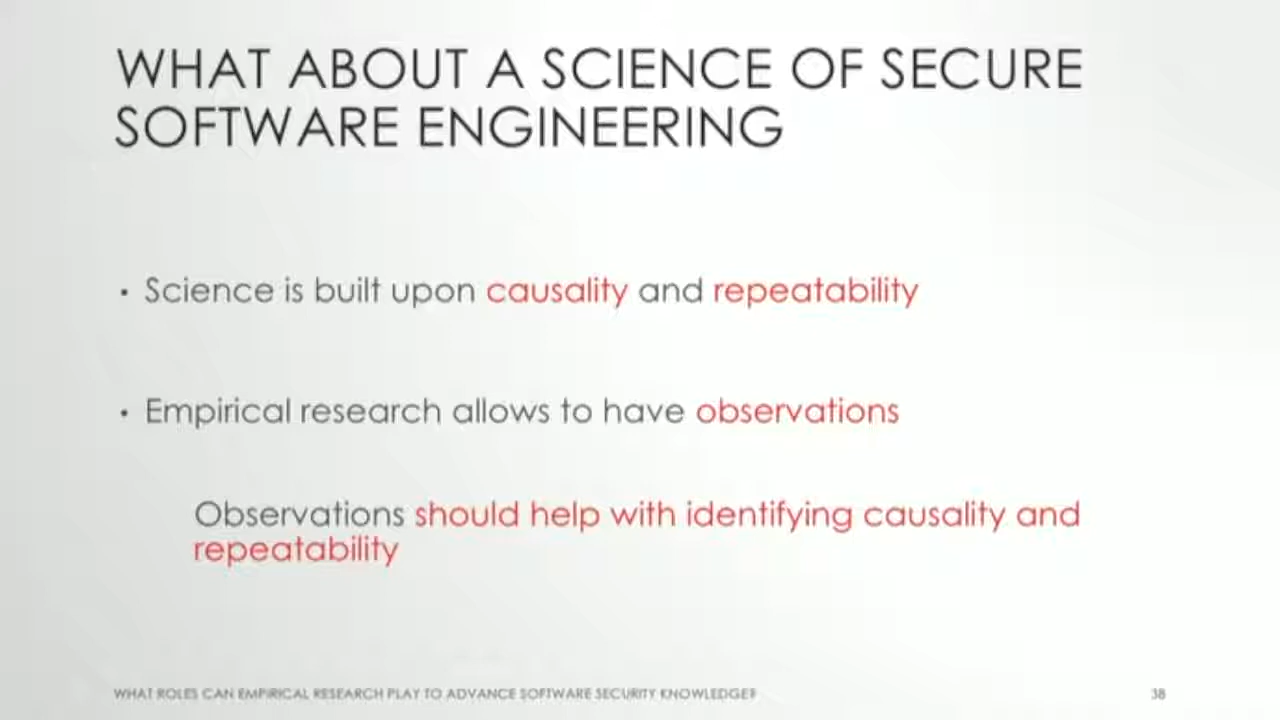 WHAT ABOUT A SCIENCE OF SECURE
SOFTWARE ENGINEERING
• Science is built upon causality and repeatability
• Empirical research allows to have observations
Observations should help with identifying causality and
repeatability
WHAT ROLES CAN EMPIRICAL RESEARCH PLAY TO ADVANCE SOFTWARE SECURITY KNOWLEDGE?
38